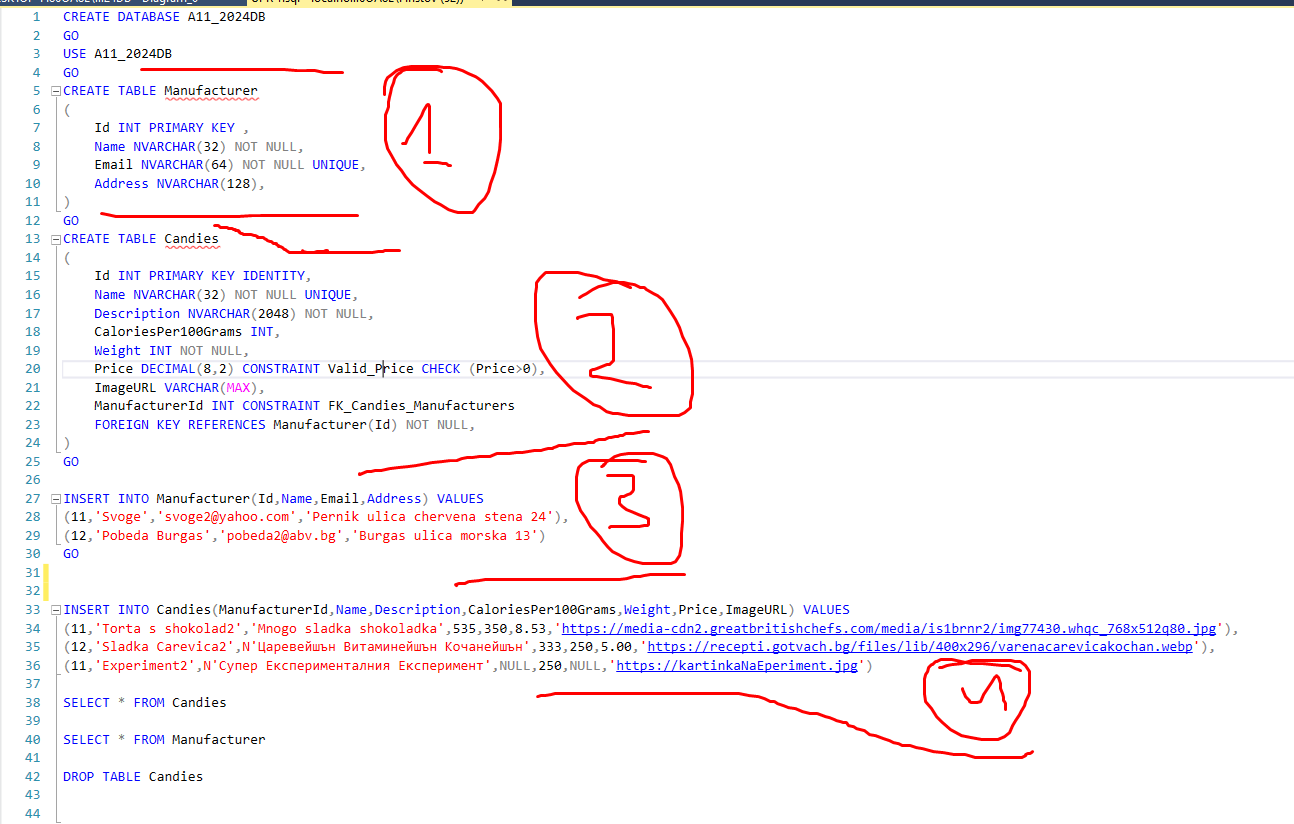 1 CREATE DATABASE A11_2024DB
2 GO
3 USE A11_2024DB
4 GO
5 CREATE TABLE Manufacturer
6 (
7 Id INT PRIMARY KEY ,
8 Name NVARCHAR(32) NOT NULL,
9 Email NVARCHAR(64) NOT NULL UNIQUE,
10 Address NVARCHAR(128),
11 )
1
12 GO
13 CREATE TABLE Candies
14 (
15 Id INT PRIMARY KEY IDENTITY,
16 Name NVARCHAR(32) NOT NULL UNIQUE,
17 Description NVARCHAR(2048) NOT NULL,
18 CaloriesPer100Grams INT,
19 Weight INT NOT NULL,
20 Price DECIMAL(8,2) CONSTRAINT Valid_Price CHECK (Price>0),
21 ImageURL VARCHAR(MAX),
22 ManufacturerId INT CONSTRAINT FK_Candies_Manufacturers
23 FOREIGN KEY REFERENCES Manufacturer(Id) NOT NULL,
24 )
2
25 GO
26
27 INSERT INTO Manufacturer(Id,Name,Email,Address) VALUES
28 (11,'Svoge','svoge2@yahoo.com','Pernik ulica chervena stena 24'),
29 (12,'Pobeda Burgas','pobeda2@abv.bg','Burgas ulica morska 13')
30 GO
3
31
32
33 INSERT INTO Candies(ManufacturerId,Name,Description,CaloriesPer100Grams,Weight,Price,ImageURL) VALUES
34 (11,'Torta s shokolad2','Mnogo sladka shokoladka',535,350,8.53,'https://media-cdn2.greatbritishchefs.com/media/is1brnr2/img77430.whqc_768x512q80.jpg'),
35 (12,'Sladka Carevica2',N'Царевейшън Витаминейшън Кочанейшън',333,250,5.00,'https://recepti.gotvach.bg/files/lib/400x296/varenacarevicakochan.webp'),
36 (11,'Experiment2',N'Супер Експерименталния Експеримент',NULL,250,NULL,'https://kartinkaNaEperiment.jpg')
37
38 SELECT * FROM Candies
39
40 SELECT * FROM Manufacturer
41
42 DROP TABLE Candies
43
44